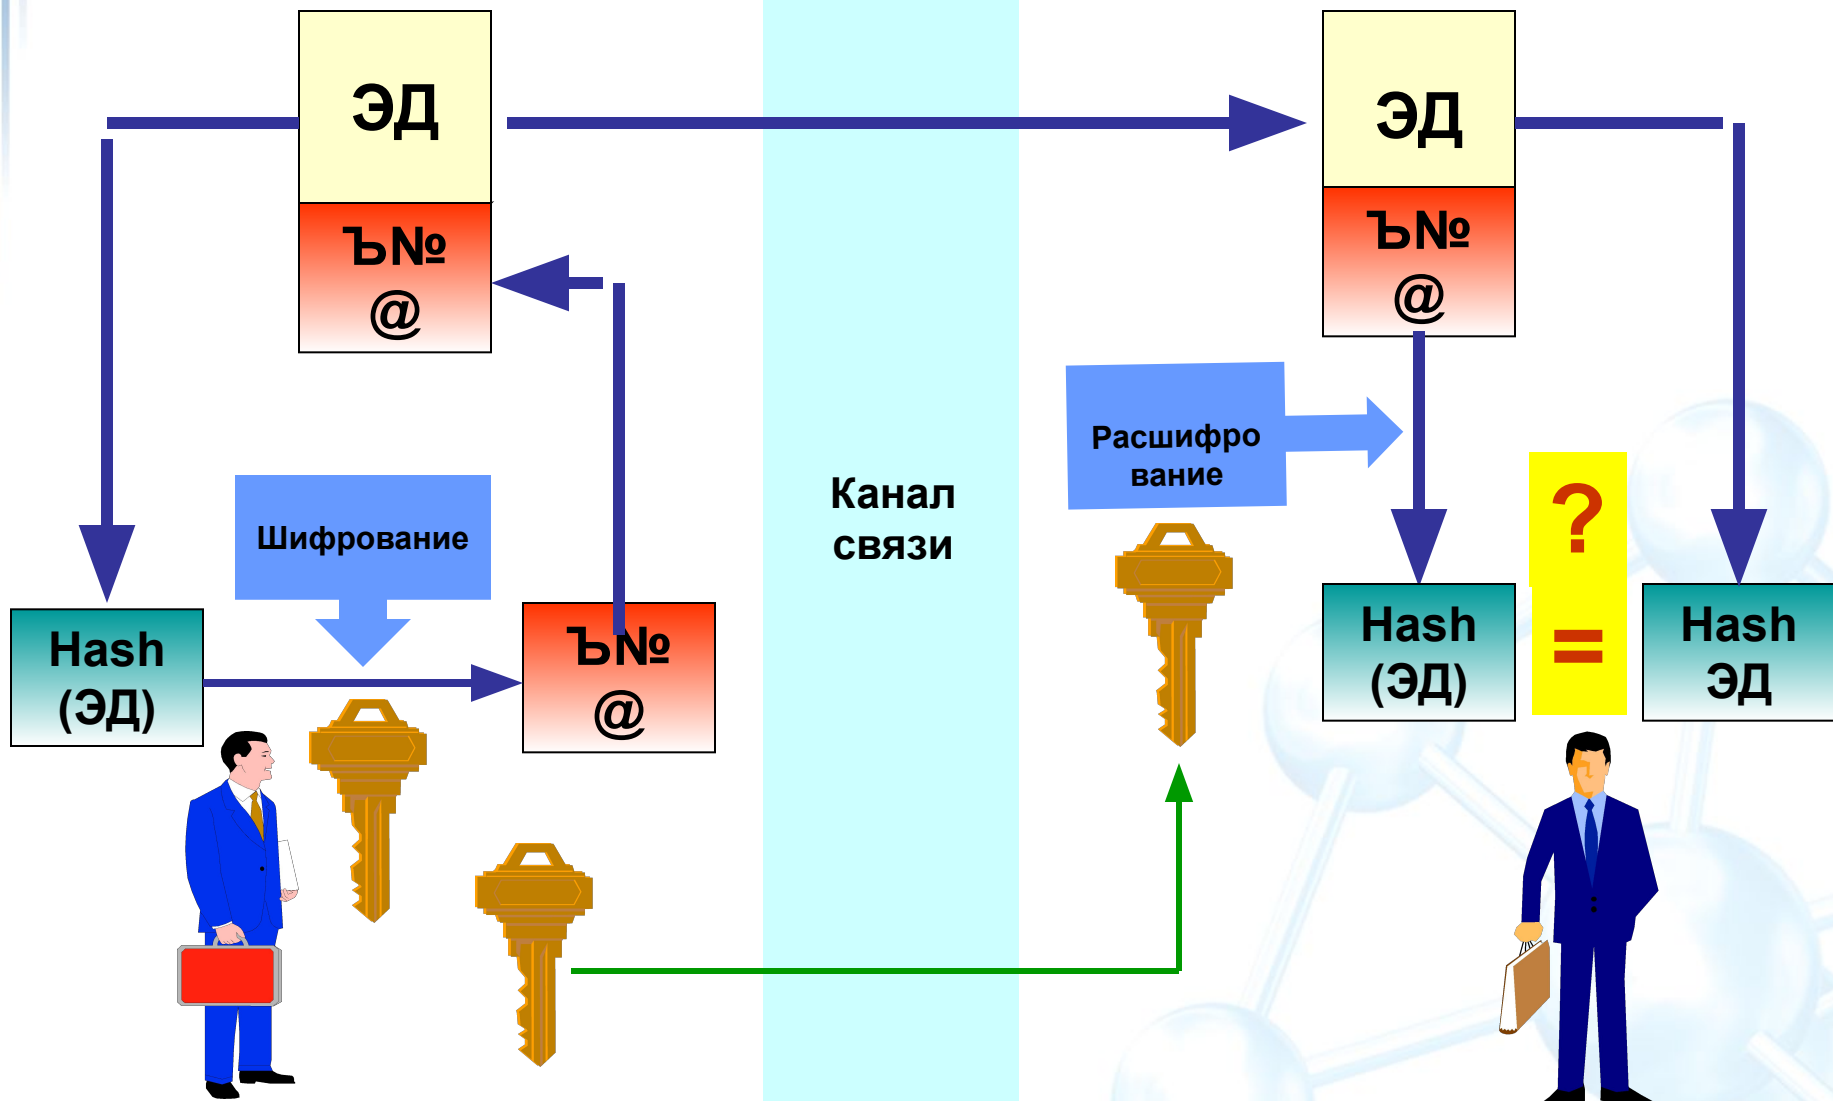 ЭД
Ъ№
@
Шифрование
Hash
(ЭД)
Ъ№
@
Канал
связи
ЭД
Ъ№
@
Расшифро
вание
Hash
(ЭД)
?
=
Hash
ЭД